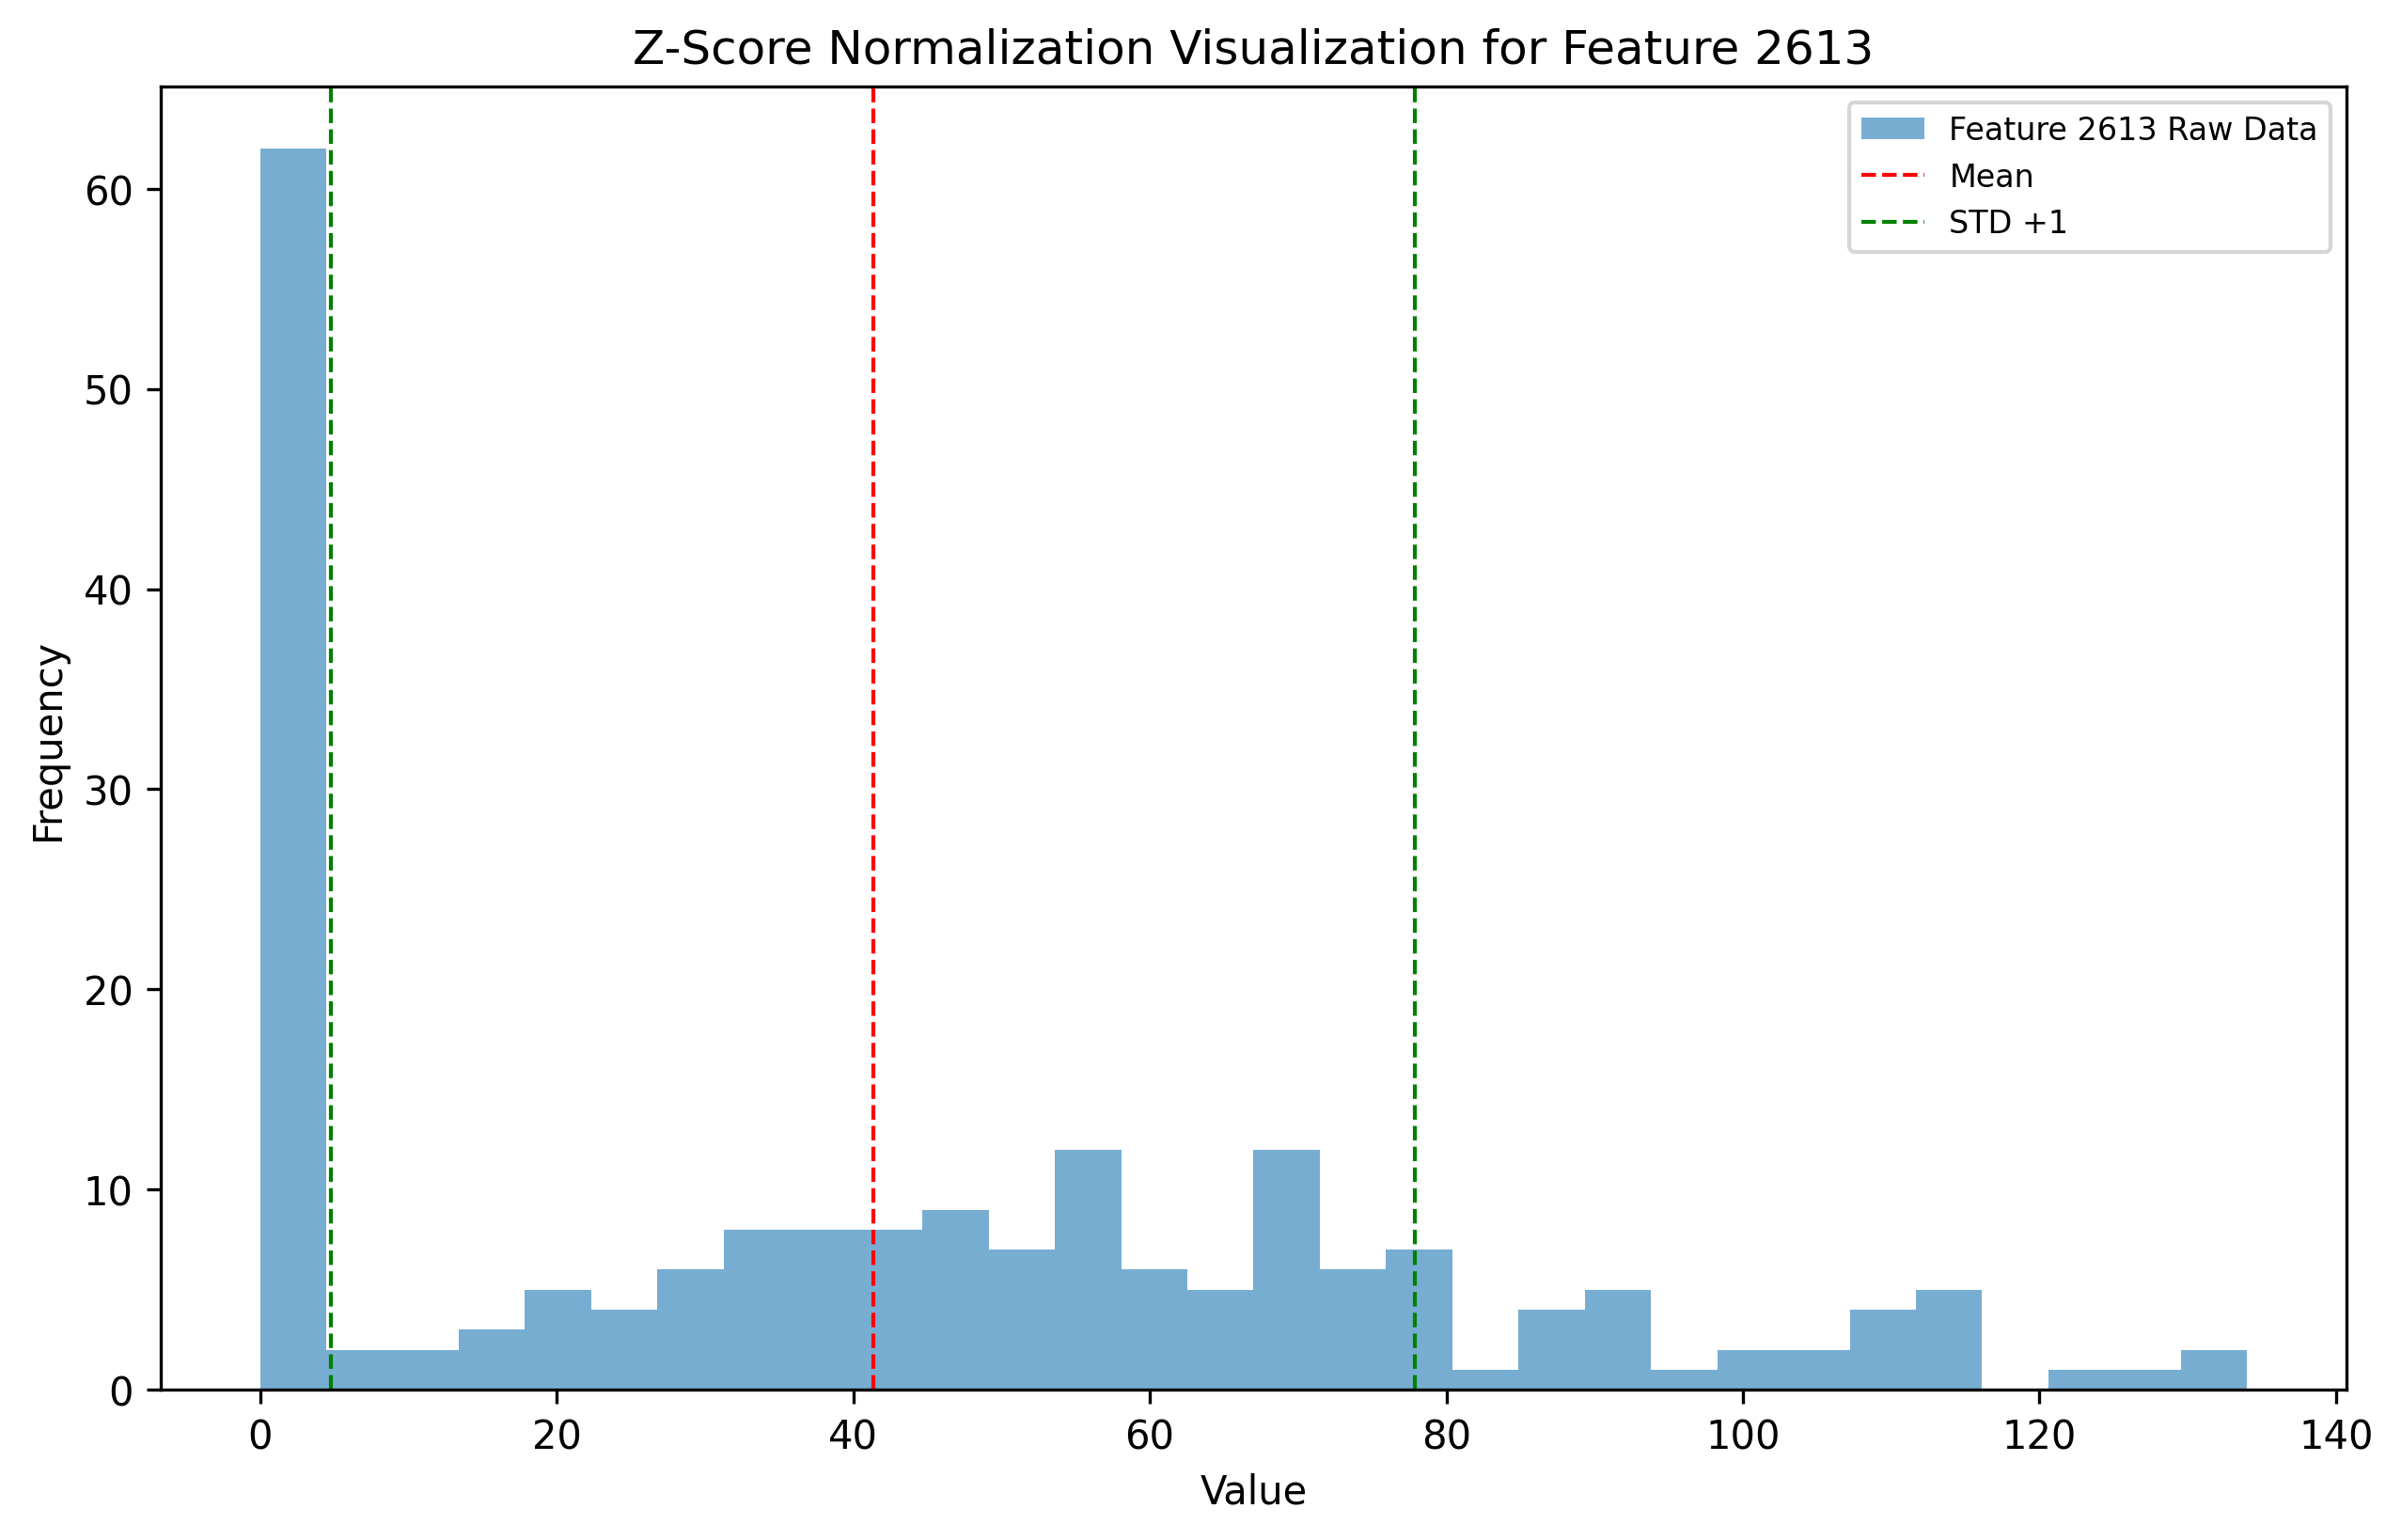 Z-Score Normalization Visualization for Feature 2613
Feature 2613 Raw Data
Mean
STD +1
60
50
40
30
20
10
0
Frequency
0 20 40 60 80 100 120 140
Value